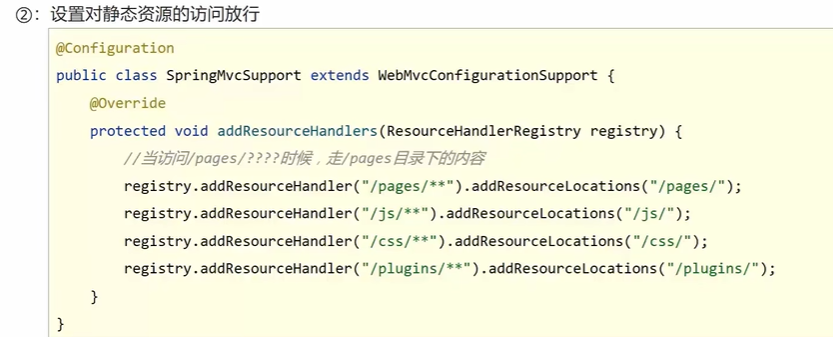 ②：设置对静态资源的访问放行
@Configuration
public class SpringMvcSupport extends WebMvcConfigurationSupport {
    @Override
    protected void addResourceHandlers(ResourceHandlerRegistry registry) {
        //当访问/pages/????时候，走/pages目录下的内容
        registry.addResourceHandler("/pages/**").addResourceLocations("/pages/");
        registry.addResourceHandler("/js/**").addResourceLocations("/js/");
        registry.addResourceHandler("/css/**").addResourceLocations("/css/");
        registry.addResourceHandler("/plugins/**").addResourceLocations("/plugins/");
    }
}